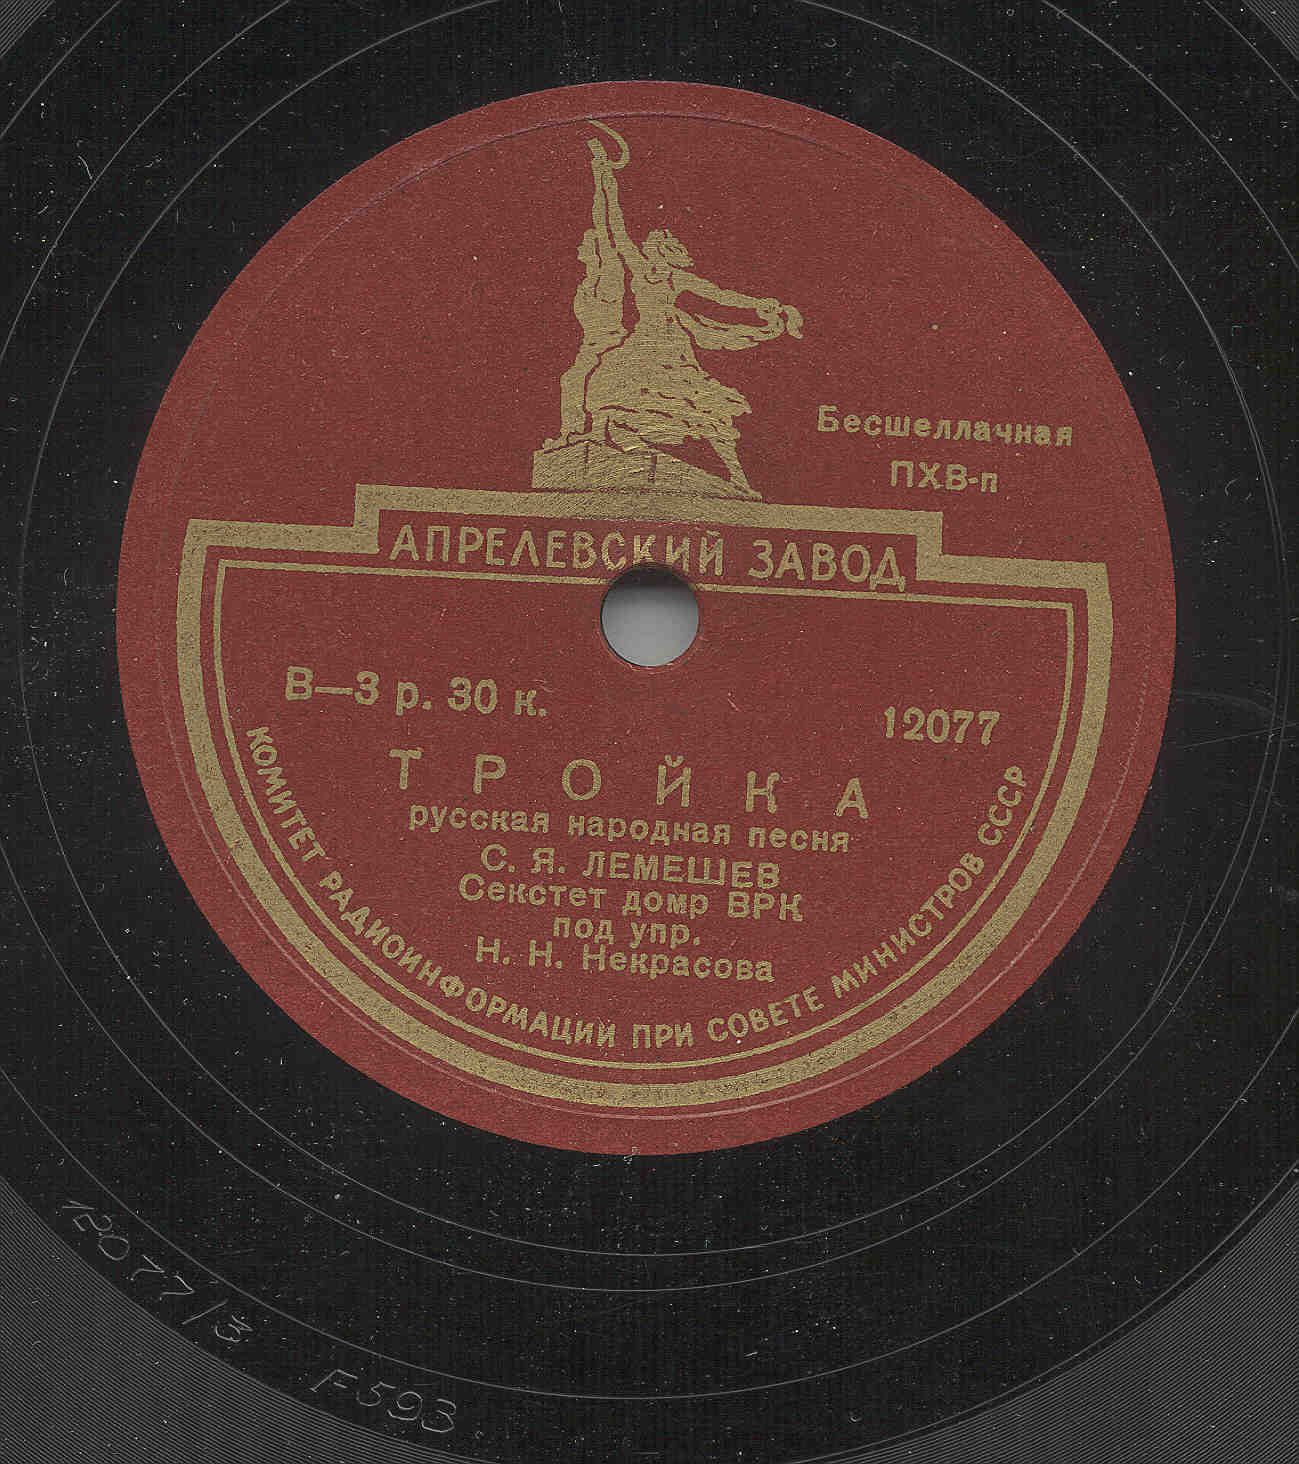 Бесшеллачная
ПХВ-п
АПРЕЛЕВСКИЙ ЗАВОД
В—3 р. 30 к.
12077
ТРОЙКА
русская народная песня
С. Я. ЛЕМЕШЕВ
Секстет домр ВРК
под упр.
Н. Н. Некрасова
КОМИТЕТ РАДИОИНФОРМАЦИИ ПРИ СОВЕТЕ МИНИСТРОВ СССР
12077/3 F593